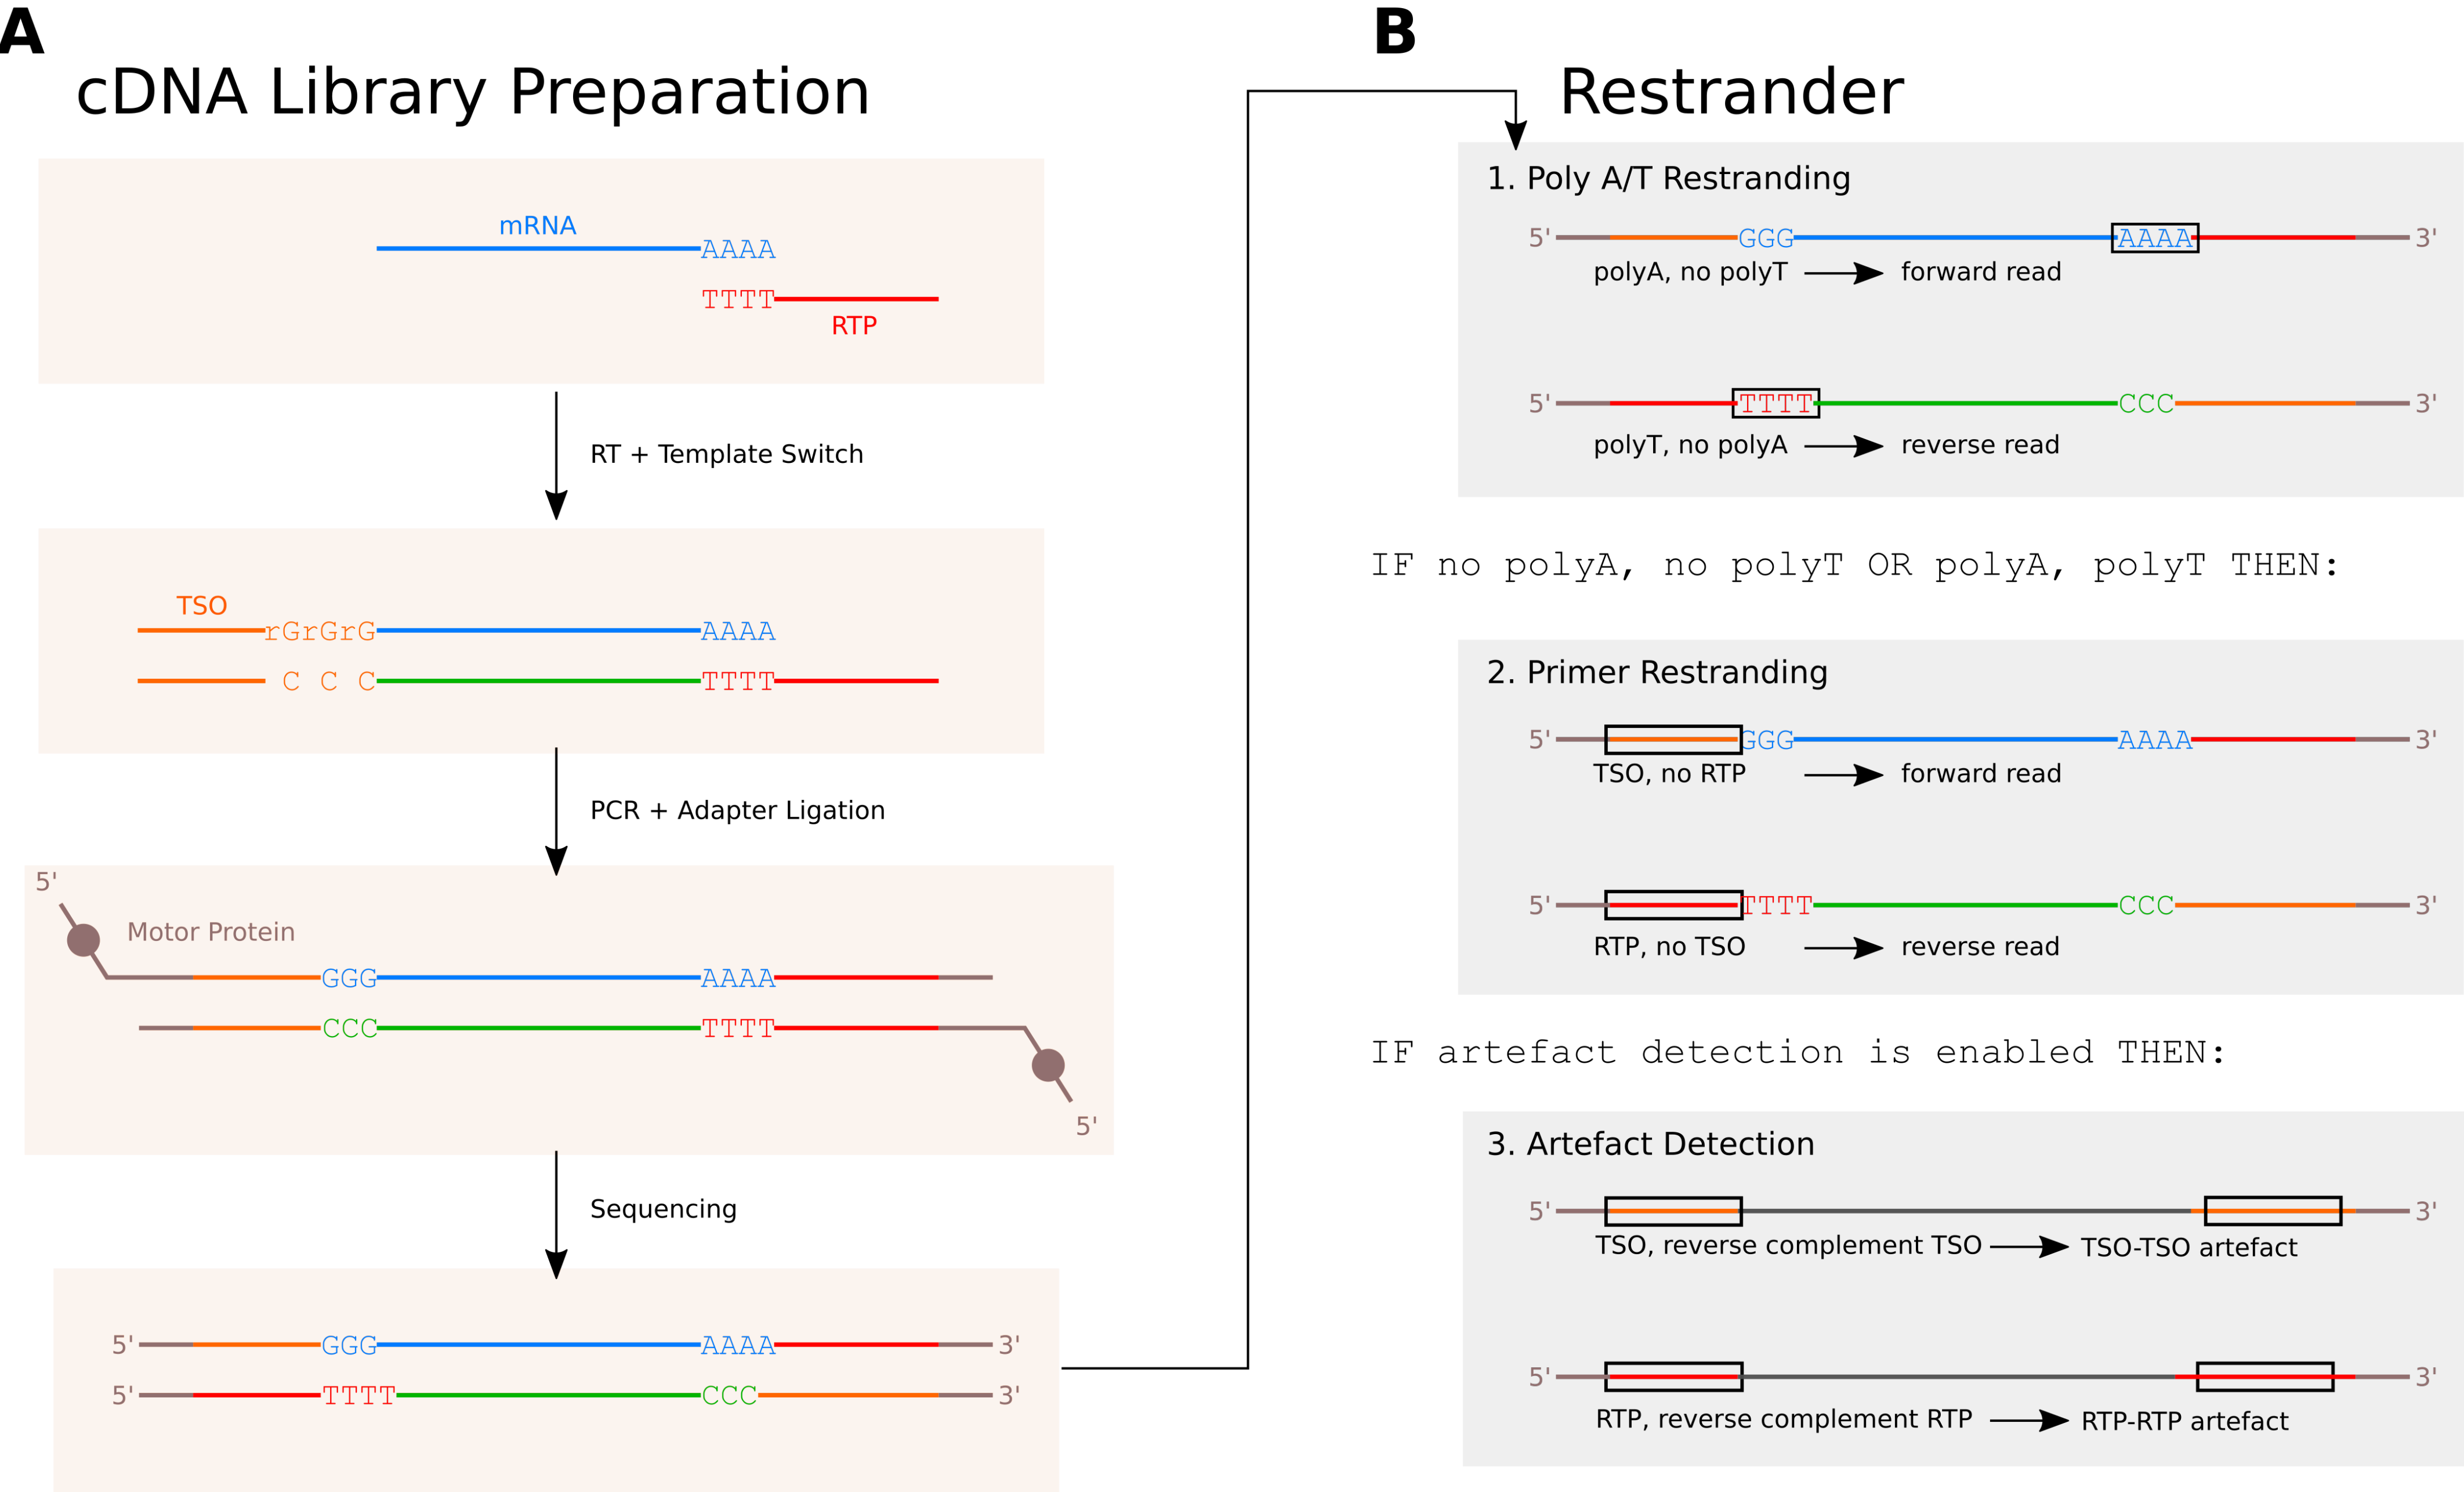 A
cDNA Library Preparation
mRNA
AAAA
TTTT
RTP
RT + Template Switch
TSO
rGrGrG AAAA
C C C TTTT
PCR + Adapter Ligation
5'
Motor Protein
GGG AAAA
CCC TTTT
5'
Sequencing
5' GGG AAAA 3'
5' TTTT CCC 3'
B
Restrander
1. Poly A/T Restranding
5' GGG AAAA 3'
polyA, no polyT forward read
5' TTTT CCC 3'
polyT, no polyA reverse read
IF no polyA, no polyT OR polyA, polyT THEN:
2. Primer Restranding
5' GGG AAAA 3'
TSO, no RTP forward read
5' TTTT CCC 3'
RTP, no TSO reverse read
IF artefact detection is enabled THEN:
3. Artefact Detection
5' 3'
TSO, reverse complement TSO TSO-TSO artefact
5' 3'
RTP, reverse complement RTP RTP-RTP artefact